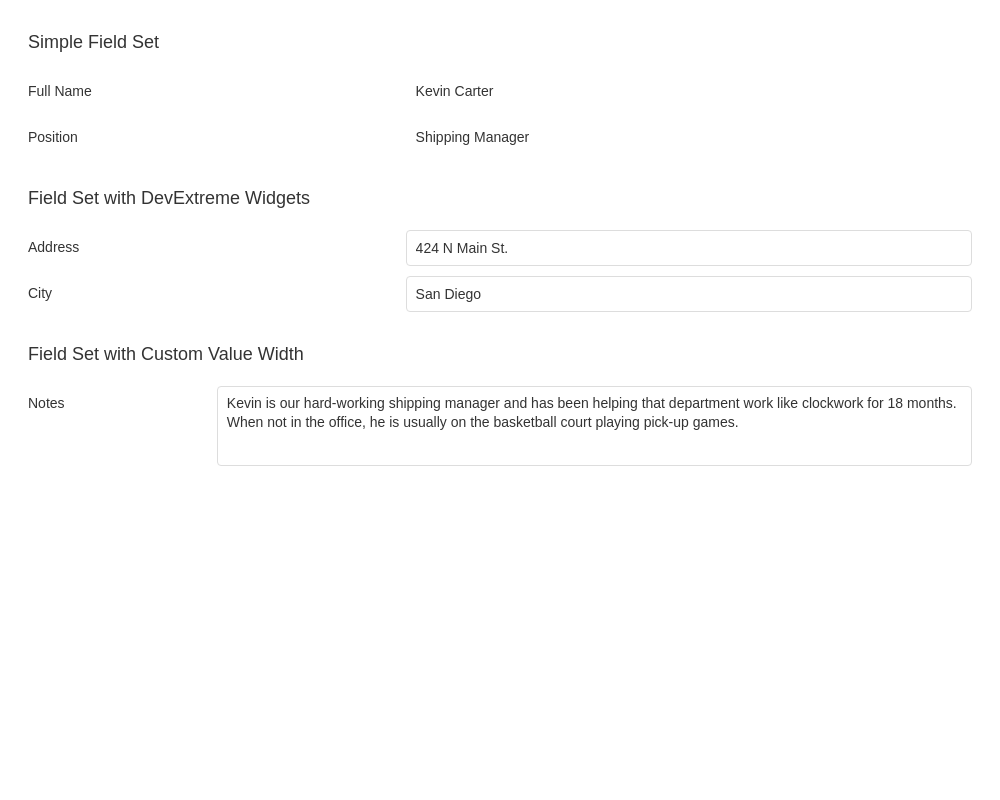 Simple Field Set
Full Name Kevin Carter
Position Shipping Manager
Field Set with DevExtreme Widgets
Address 424 N Main St.
City San Diego
Field Set with Custom Value Width
Notes Kevin is our hard-working shipping manager and has been helping that department work like clockwork for 18 months.
When not in the office, he is usually on the basketball court playing pick-up games.